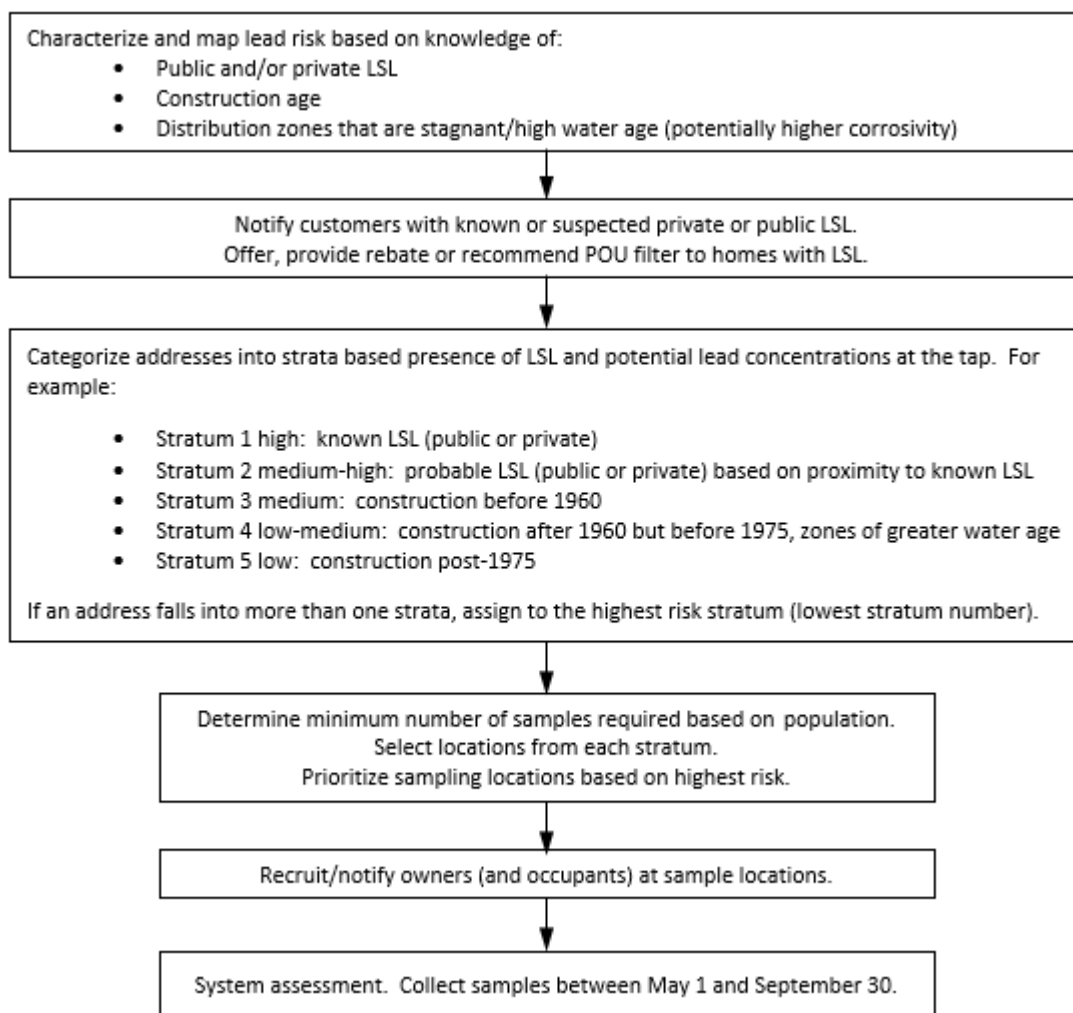 Characterize and map lead risk based on knowledge of:
• Public and/or private LSL
• Construction age
• Distribution zones that are stagnant/high water age (potentially higher corrosivity)
Notify customers with known or suspected private or public LSL.
Offer, provide rebate or recommend POU filter to homes with LSL.
Categorize addresses into strata based presence of LSL and potential lead concentrations at the tap. For
example:
• Stratum 1 high: known LSL (public or private)
• Stratum 2 medium-high: probable LSL (public or private) based on proximity to known LSL
• Stratum 3 medium: construction before 1960
• Stratum 4 low-medium: construction after 1960 but before 1975, zones of greater water age
• Stratum 5 low: construction post-1975
If an address falls into more than one strata, assign to the highest risk stratum (lowest stratum number).
Determine minimum number of samples required based on population.
Select locations from each stratum.
Prioritize sampling locations based on highest risk.
Recruit/notify owners (and occupants) at sample locations.
System assessment. Collect samples between May 1 and September 30.